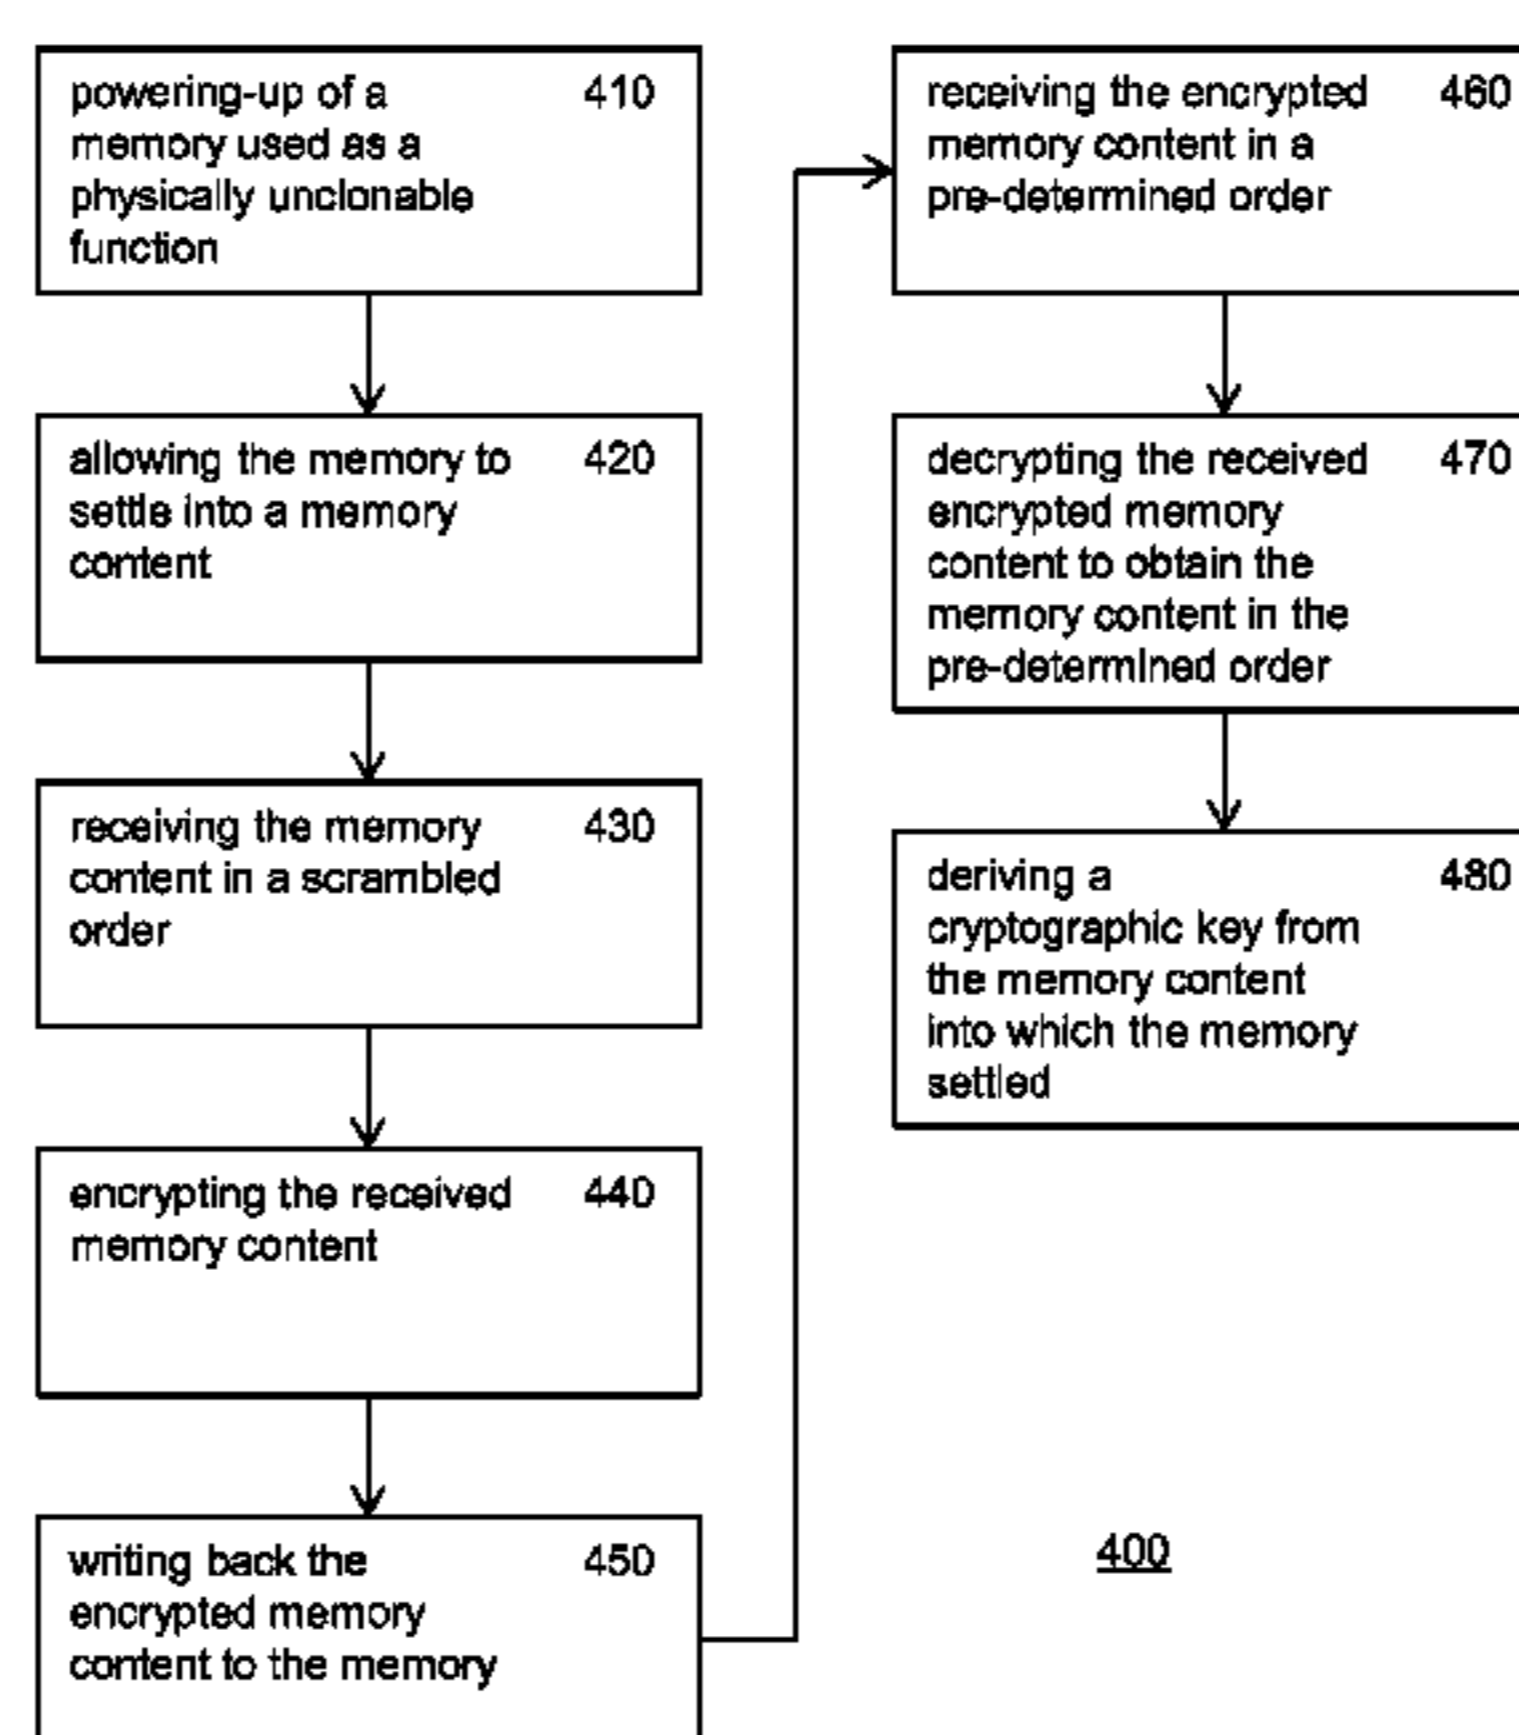 powering-up of a 410
memory used as a
physically unclonable
function
allowing the memory to 420
settle into a memory
content
receiving the memory 430
content in a scrambled
order
encrypting the received 440
memory content
writing back the 450
encrypted memory
content to the memory
receiving the encrypted 460
memory content in a
pre-determined order
decrypting the received 470
encrypted memory
content to obtain the
memory content in the
pre-determined order
deriving a 480
cryptographic key from
the memory content
into which the memory
settled
400